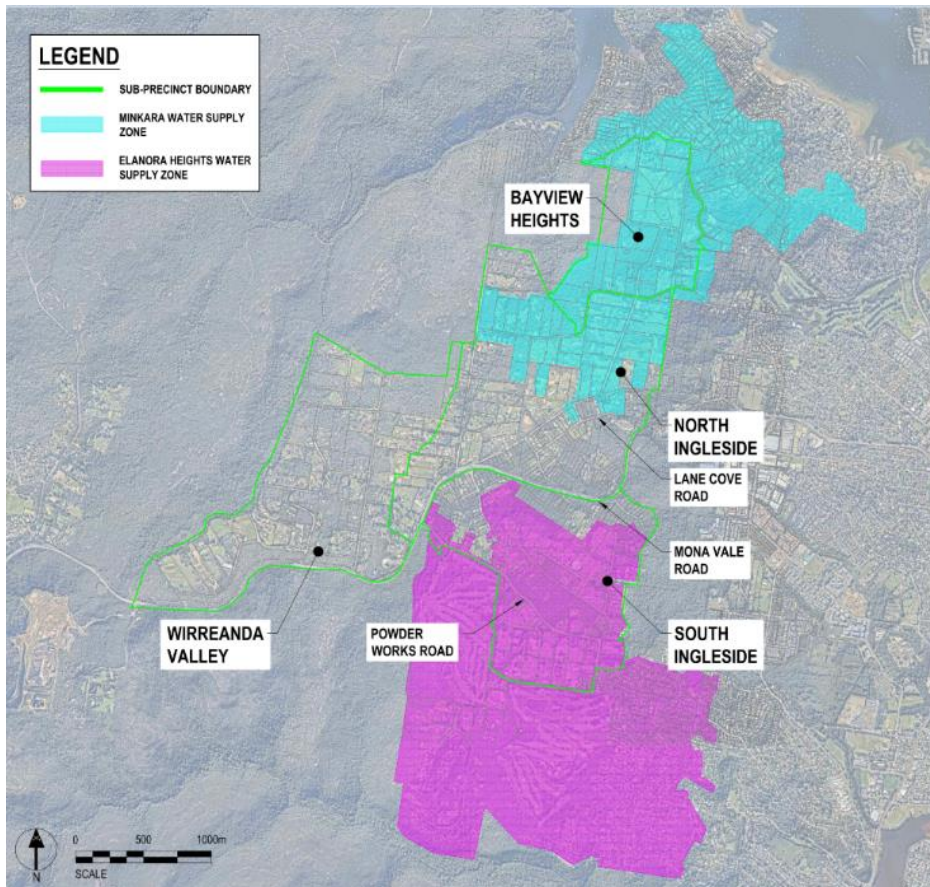 LEGEND
SUB-PRECINCT BOUNDARY
MINKARA WATER SUPPLY
ZONE
ELANORA HEIGHTS WATER
SUPPLY ZONE
BAYVIEW
HEIGHTS
NORTH
INGLESIDE
LANE COVE
ROAD
MONA VALE
ROAD
WIRREANDA
VALLEY
POWDER
WORKS ROAD
SOUTH
INGLESIDE
N
0 500 1000m
SCALE